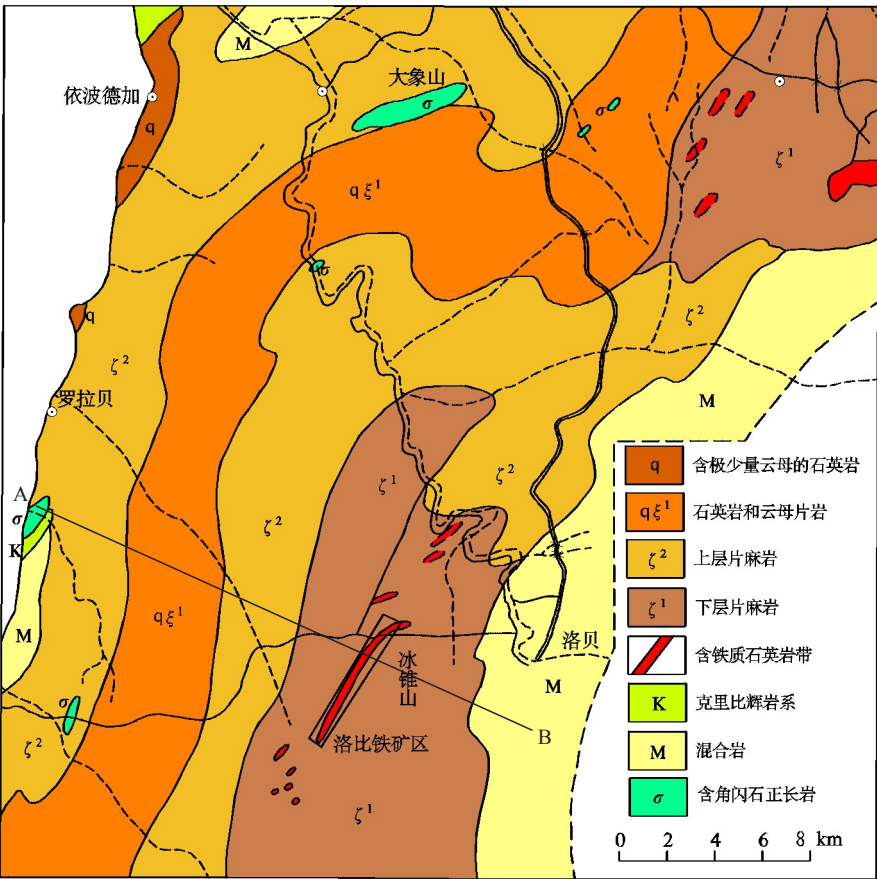 M
大象山
依波德加
σ
σ
q
ζ¹
qξ¹
σ
q
ζ²
ζ²
罗拉贝
M
ζ¹
ζ²
A
σ
K
ζ²
qξ¹
M
冰锥山
洛贝
M
σ
B
ζ²
洛比铁矿区
ζ¹
q 含极少量云母的石英岩
qξ¹ 石英岩和云母片岩
ζ² 上层片麻岩
ζ¹ 下层片麻岩
含铁质石英岩带
K 克里比辉岩系
M 混合岩
σ 含角闪石正长岩
0 2 4 6 8 km